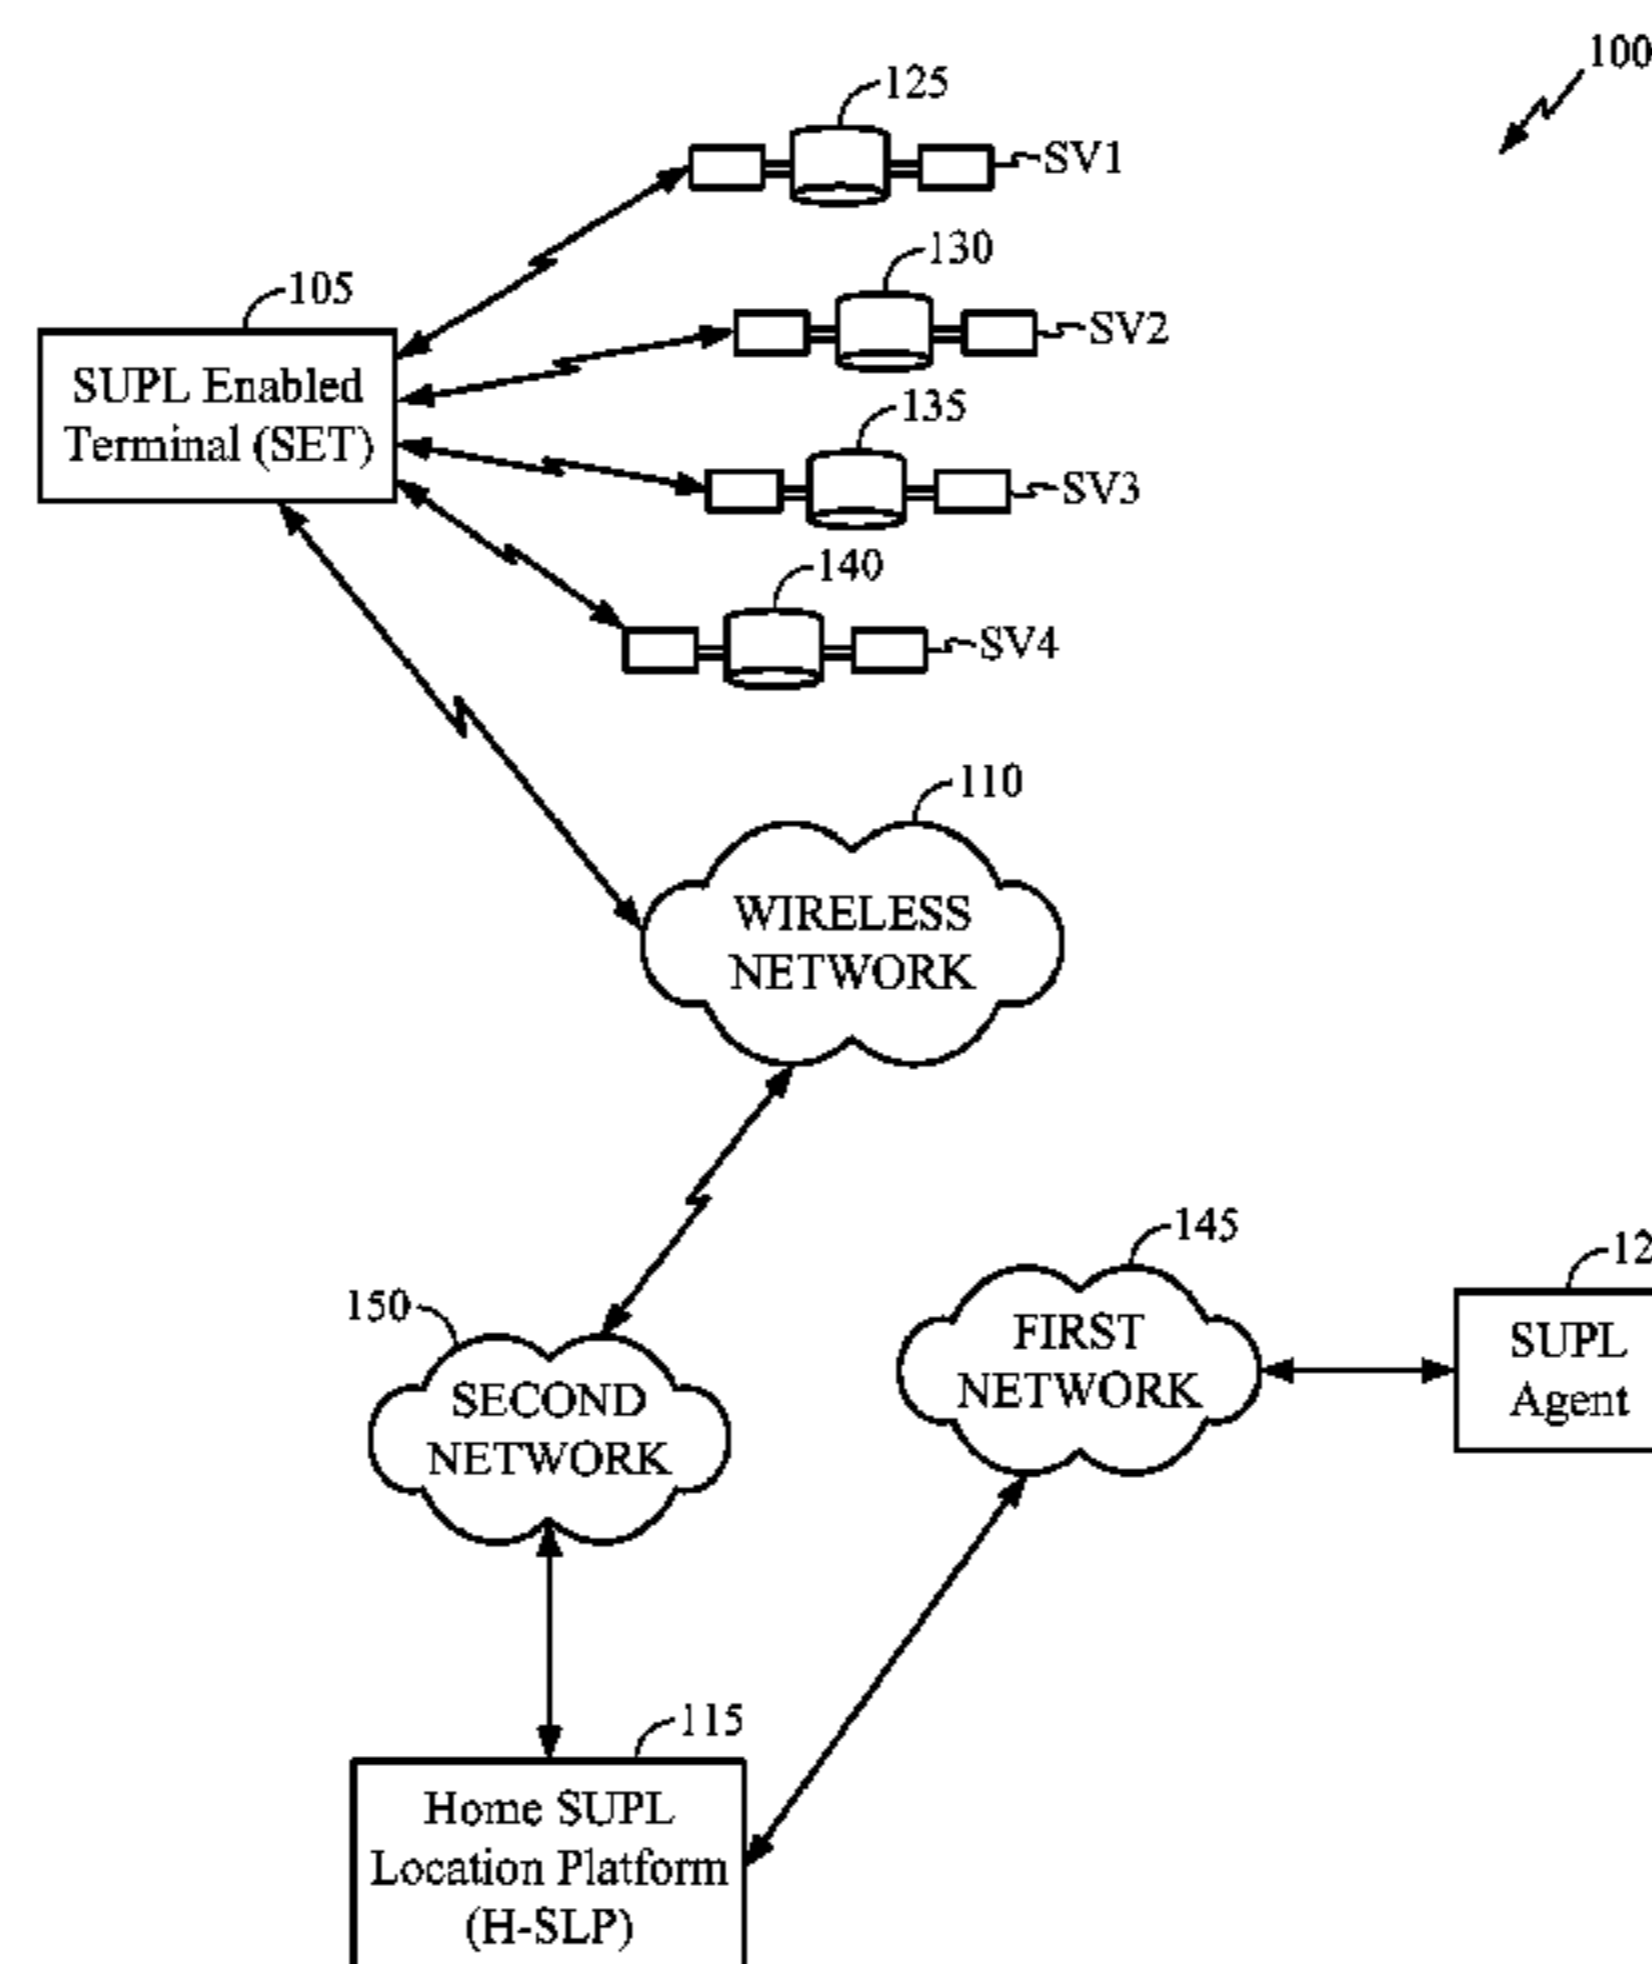 100
125
SV1
130
SV2
105
SUPL Enabled
Terminal (SET)
135
SV3
140
SV4
110
WIRELESS
NETWORK
145
FIRST
NETWORK
12
SUPL
Agent
150
SECOND
NETWORK
115
Home SUPL
Location Platform
(H-SLP)